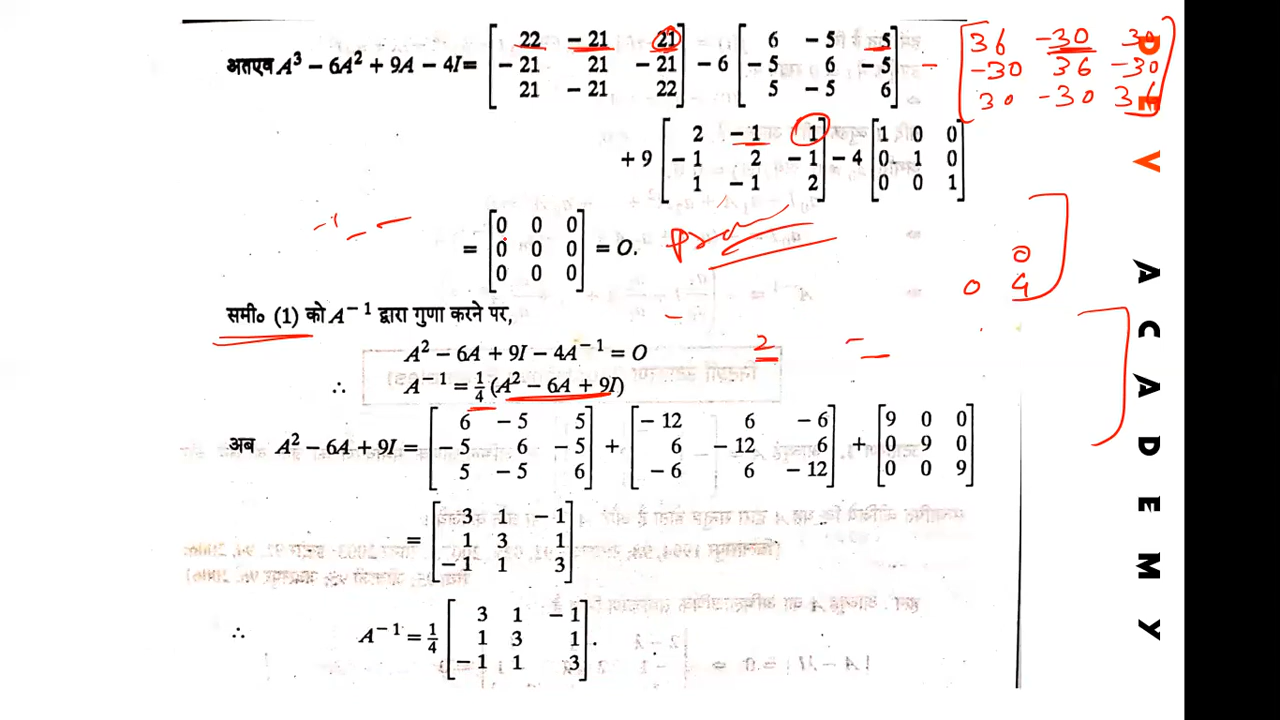 अतएव A³ − 6A² + 9A − 4I = [ 22 − 21 21 ] − 6 [ 6 − 5 5 ] − [ 36 −30 30 ]
[ − 21 21 − 21 ] [ − 5 6 − 5 ] [ −30 36 −30 ]
[ 21 − 21 22 ] [ 5 − 5 6 ] [ 30 −30 36 ]
+ 9 [ 2 − 1 1 ] − 4 [ 1 0 0 ]
[ − 1 2 − 1 ] [ 0 1 0 ]
[ 1 − 1 2 ] [ 0 0 1 ]
= [ 0 0 0 ] = O.
[ 0 0 0 ]
[ 0 0 0 ]
0
0 4
समी० (1) को A⁻¹ द्वारा गुणा करने पर,
A² − 6A + 9I − 4A⁻¹ = O
2
∴ A⁻¹ = 1/4 (A² − 6A + 9I)
अब A² − 6A + 9I = [ 6 − 5 5 ] + [ − 12 6 − 6 ] + [ 9 0 0 ]
[ − 5 6 − 5 ] [ 6 − 12 6 ] [ 0 9 0 ]
[ 5 − 5 6 ] [ − 6 6 − 12 ] [ 0 0 9 ]
= [ 3 1 − 1 ]
[ 1 3 1 ]
[ − 1 1 3 ]
∴ A⁻¹ = 1/4 [ 3 1 − 1 ] .
[ 1 3 1 ]
[ − 1 1 3 ]
DEV ACADEMY